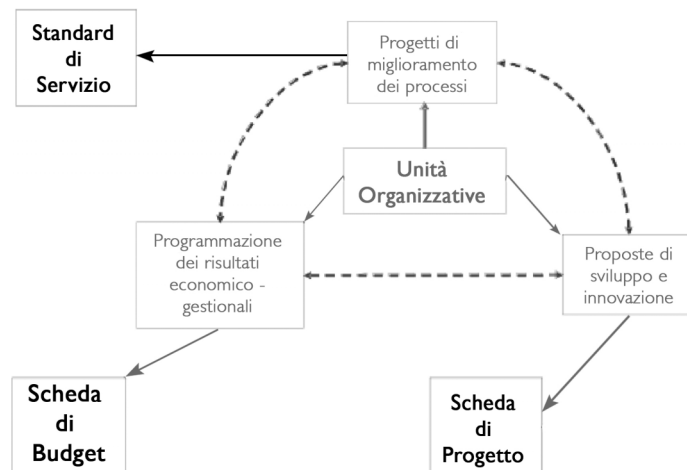 Standard
di
Servizio
Progetti di
miglioramento
dei processi
Unità
Organizzative
Programmazione
dei risultati
economico -
gestionali
Proposte di
sviluppo e
innovazione
Scheda
di
Budget
Scheda
di
Progetto